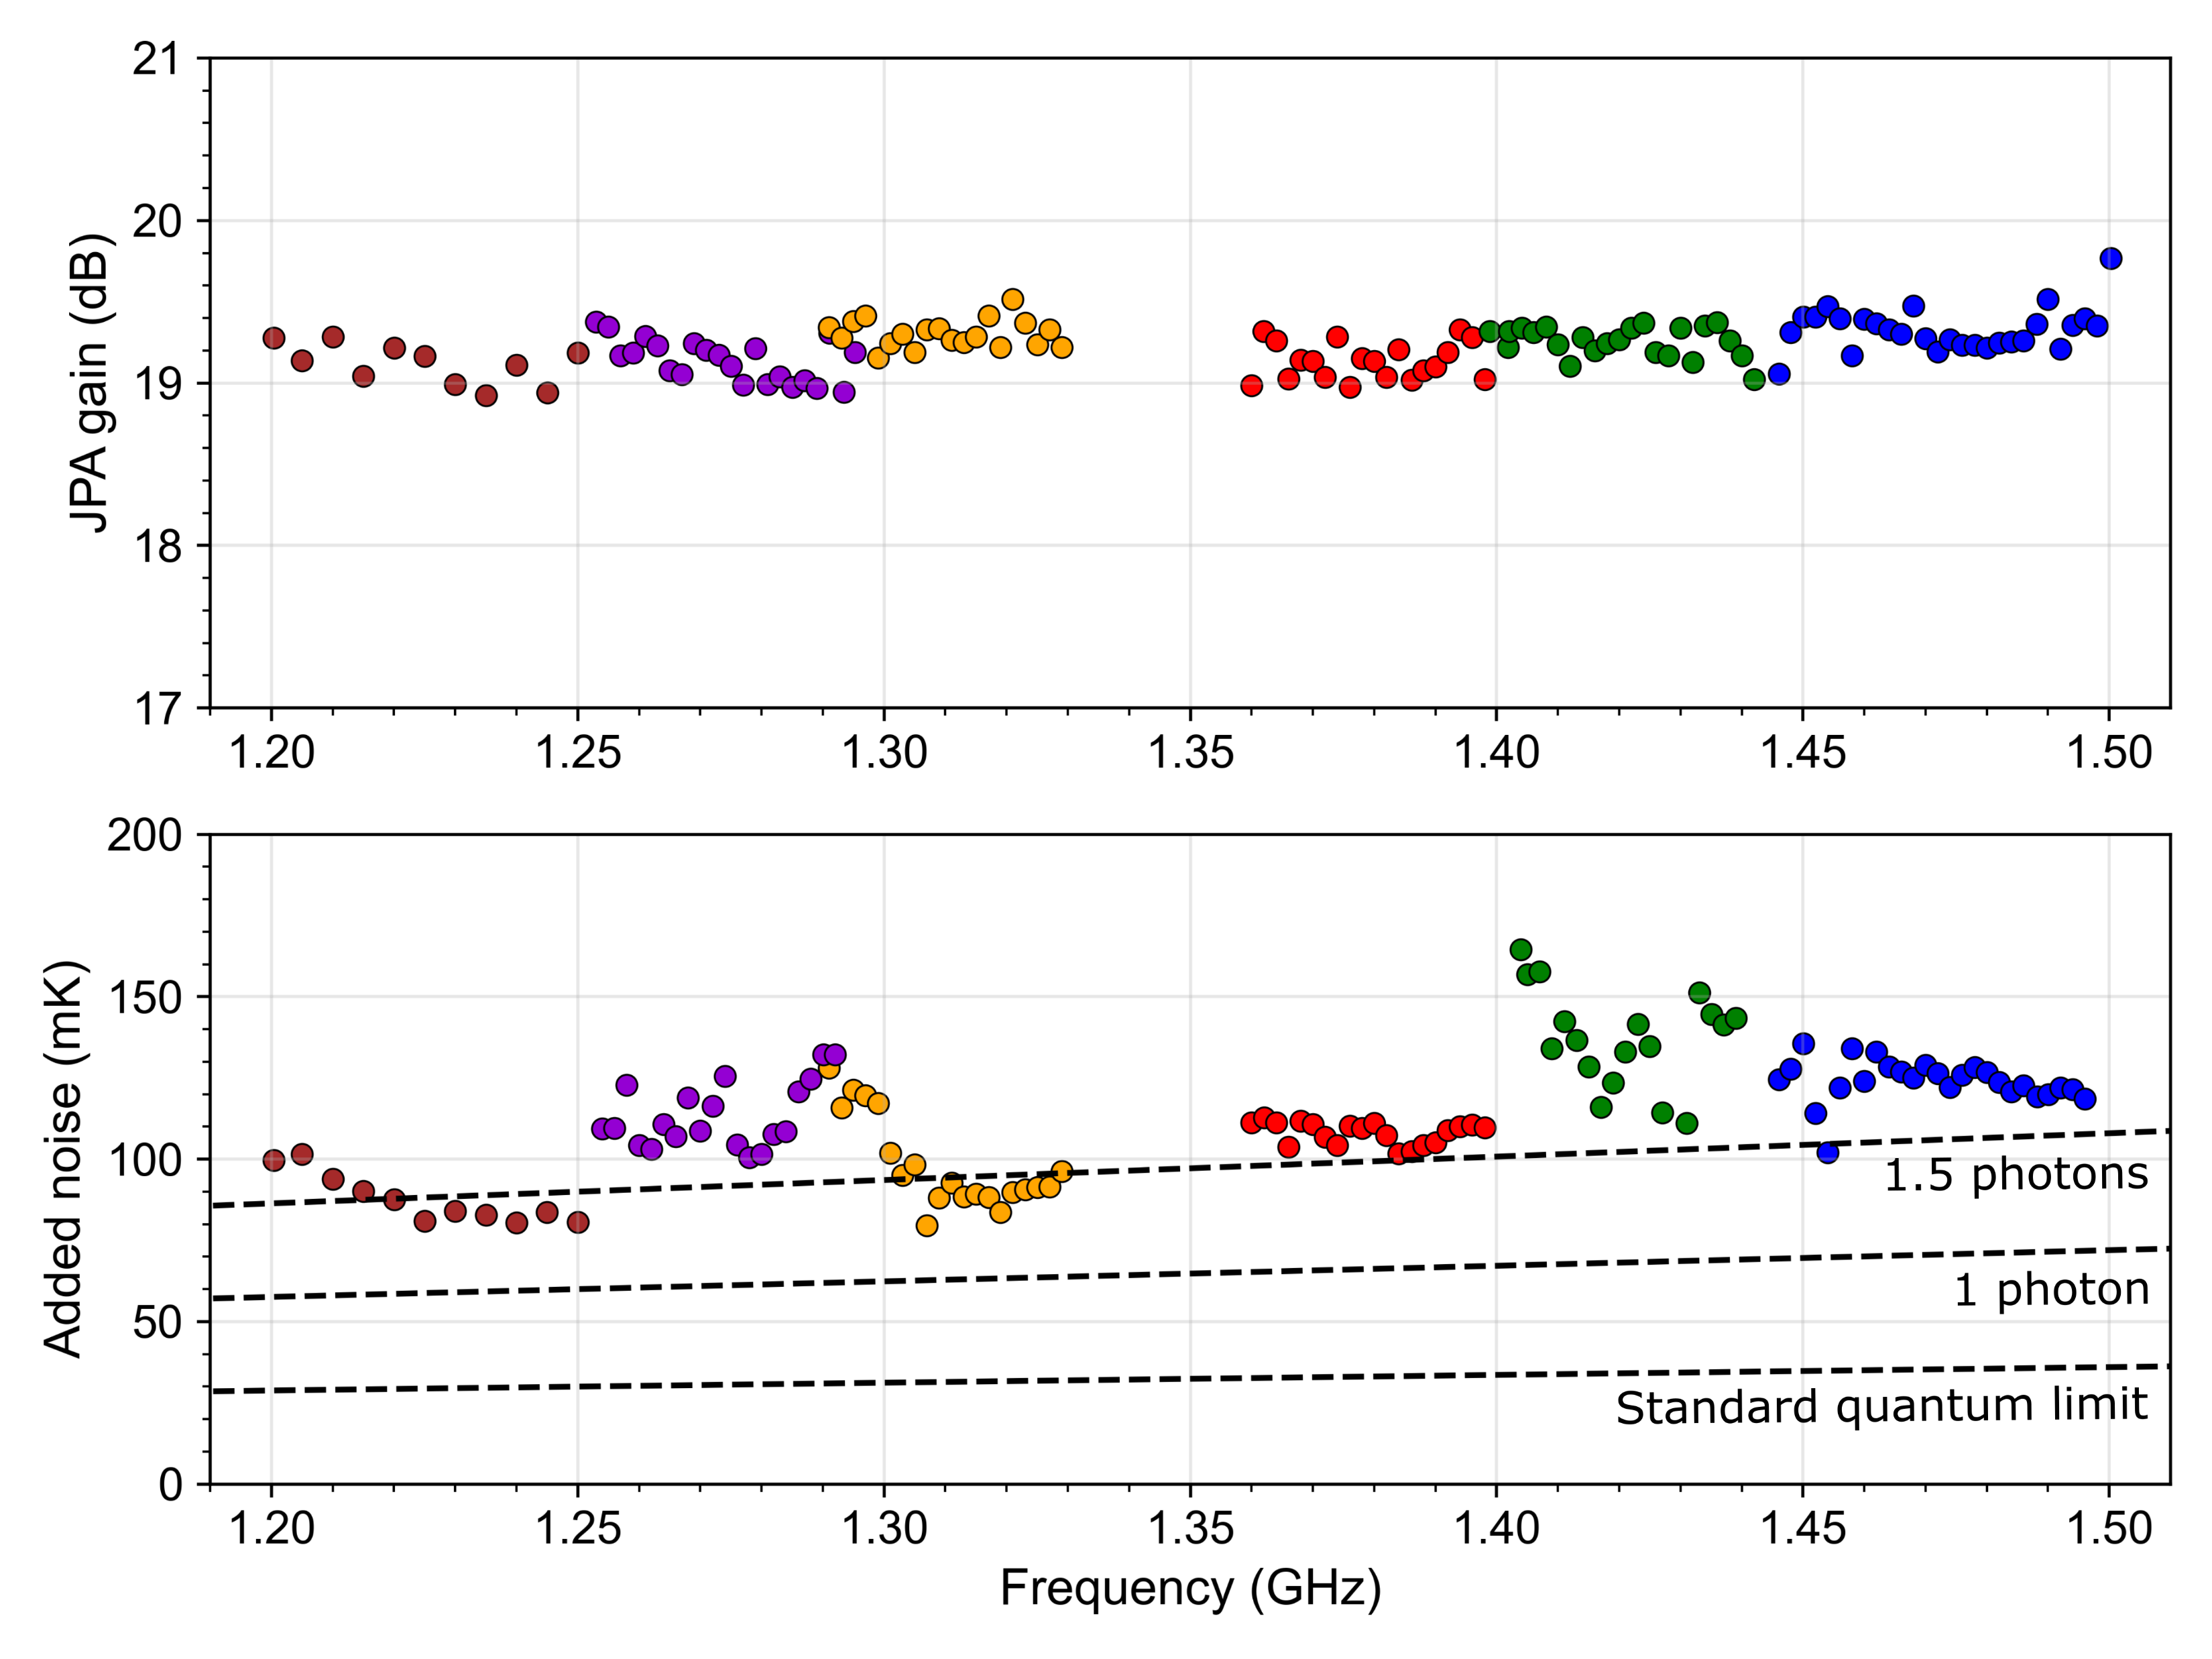 JPA gain (dB)
21
20
19
18
17
1.20 1.25 1.30 1.35 1.40 1.45 1.50
Added noise (mK)
200
150
100
50
0
1.5 photons
1 photon
Standard quantum limit
1.20 1.25 1.30 1.35 1.40 1.45 1.50
Frequency (GHz)